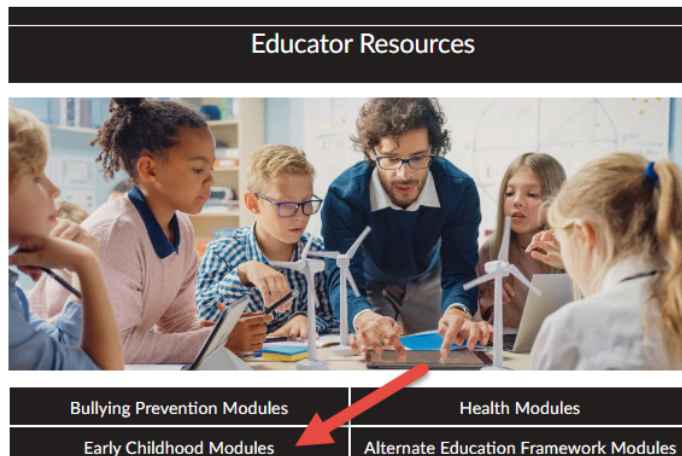 Educator Resources
Bullying Prevention Modules
Health Modules
Early Childhood Modules
Alternate Education Framework Modules